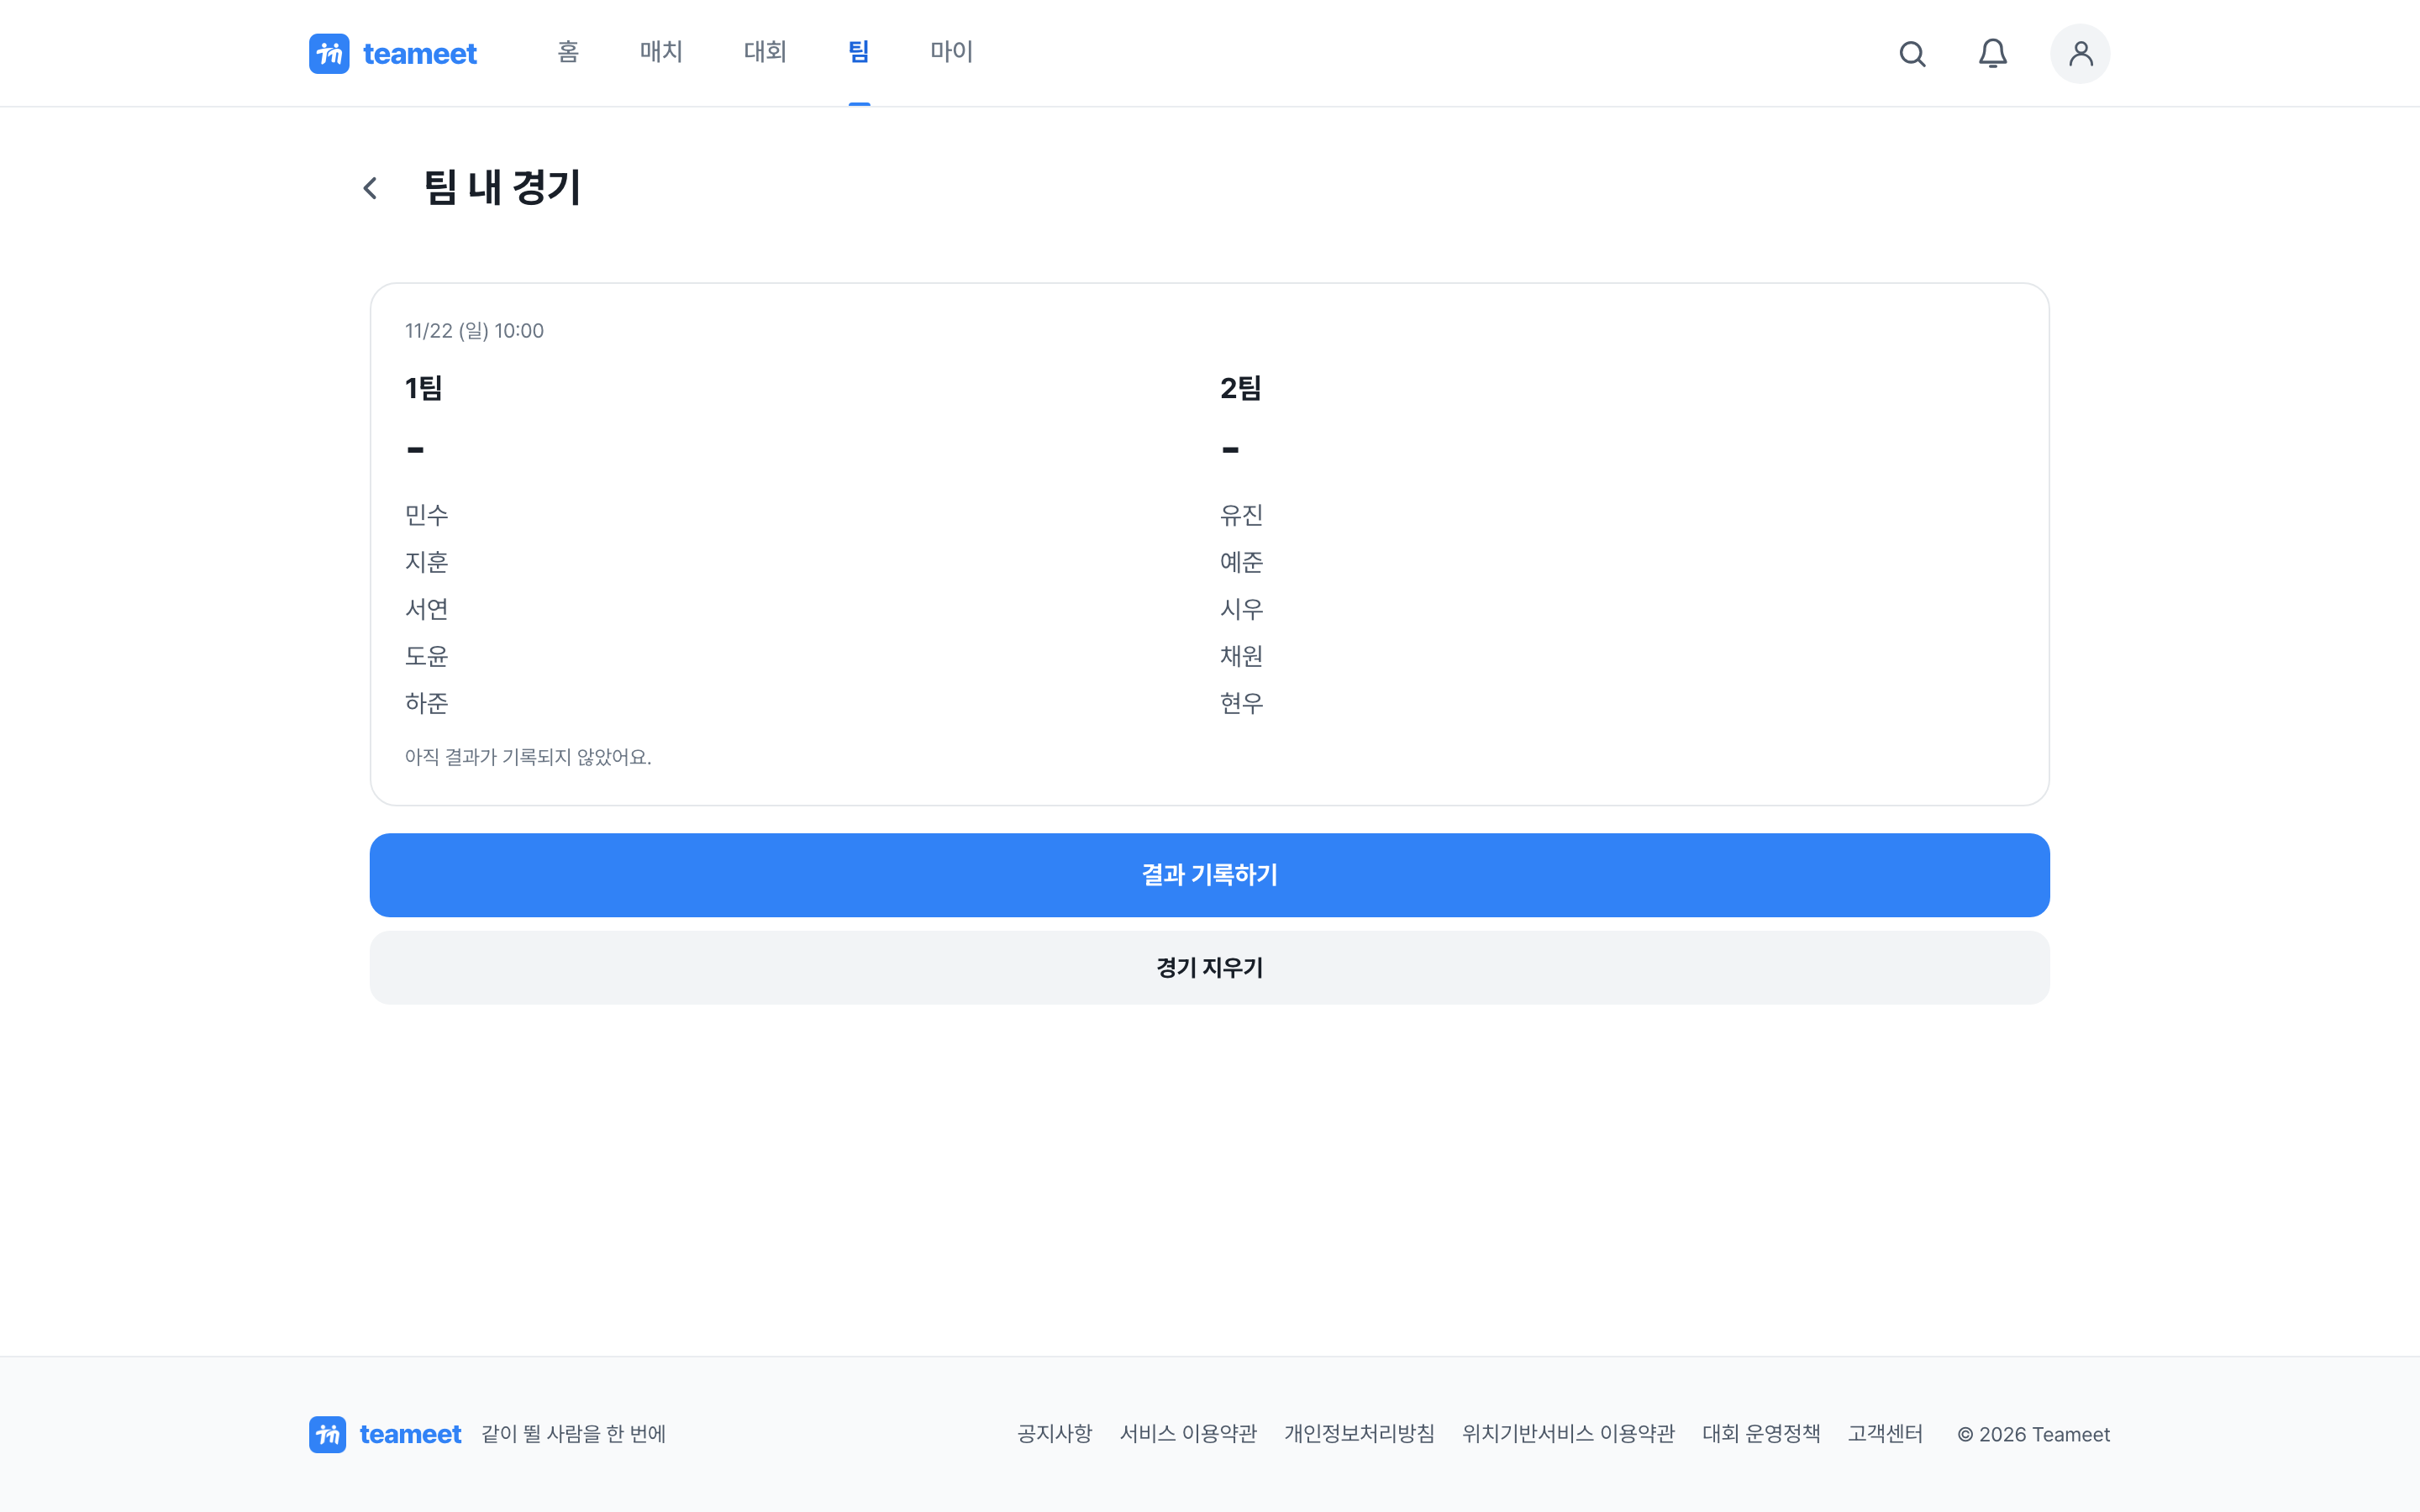 teameet 홈 매치 대회 팀 마이
팀 내 경기
11/22 (일) 10:00
1팀 2팀
- -
민수 유진
지훈 예준
서연 시우
도윤 채원
하준 현우
아직 결과가 기록되지 않았어요.
결과 기록하기
경기 지우기
teameet 같이 뛸 사람을 한 번에 공지사항 서비스 이용약관 개인정보처리방침 위치기반서비스 이용약관 대회 운영정책 고객센터 © 2026 Teameet